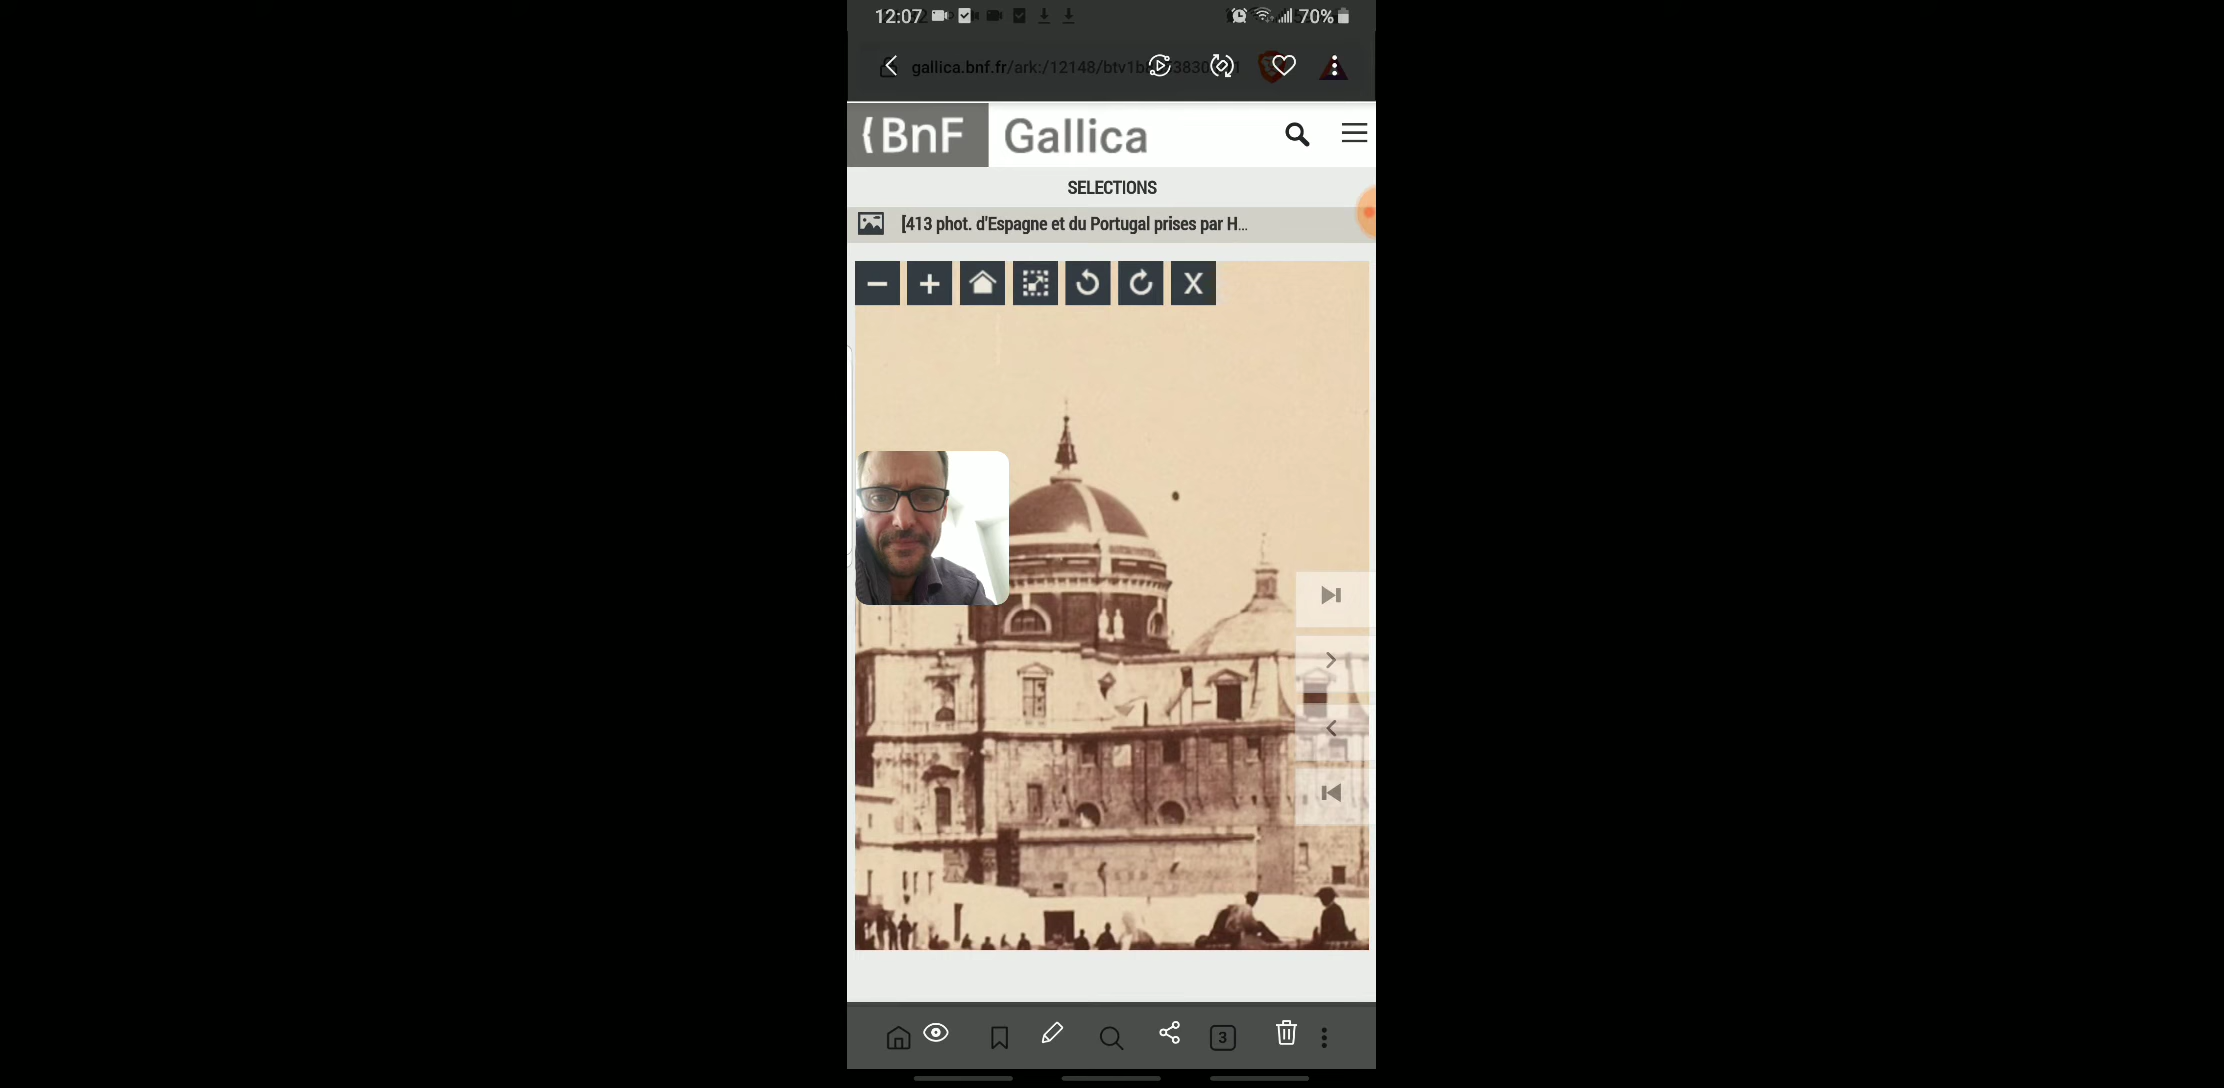 12:07 70%
gallica.bnf.fr/ark:/12148/
BnF Gallica
SELECTIONS
[413 phot. d'Espagne et du Portugal prises par H...
X
3